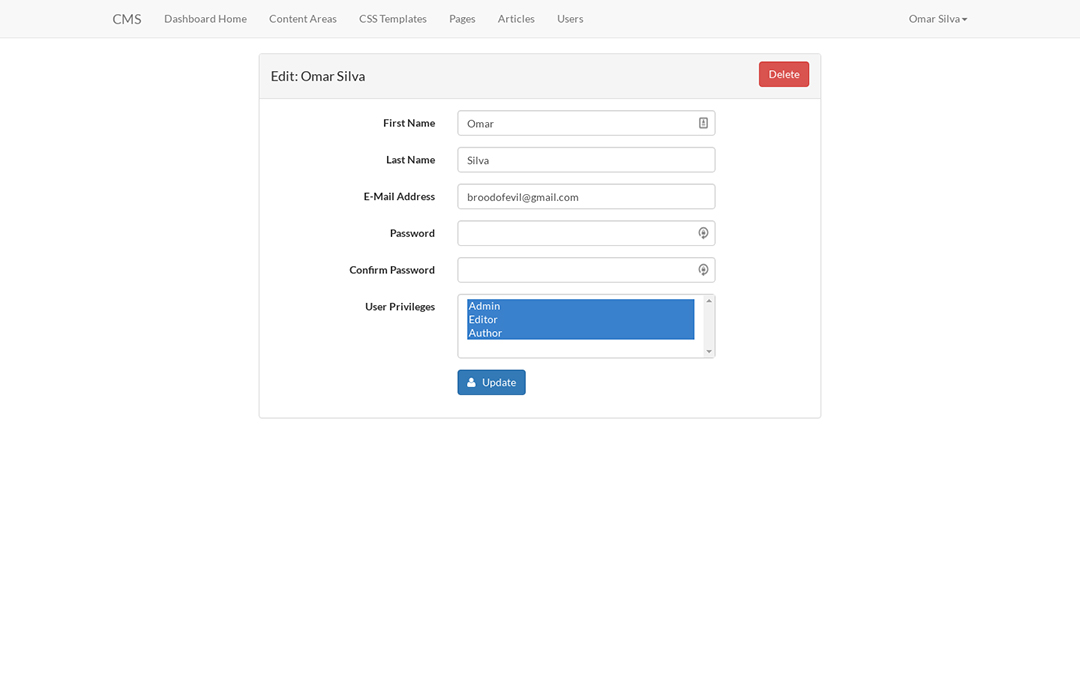 CMS Dashboard Home Content Areas CSS Templates Pages Articles Users Omar Silva
Edit: Omar Silva Delete
First Name Omar
Last Name Silva
E-Mail Address broodofevil@gmail.com
Password
Confirm Password
User Privileges Admin
Editor
Author
Update